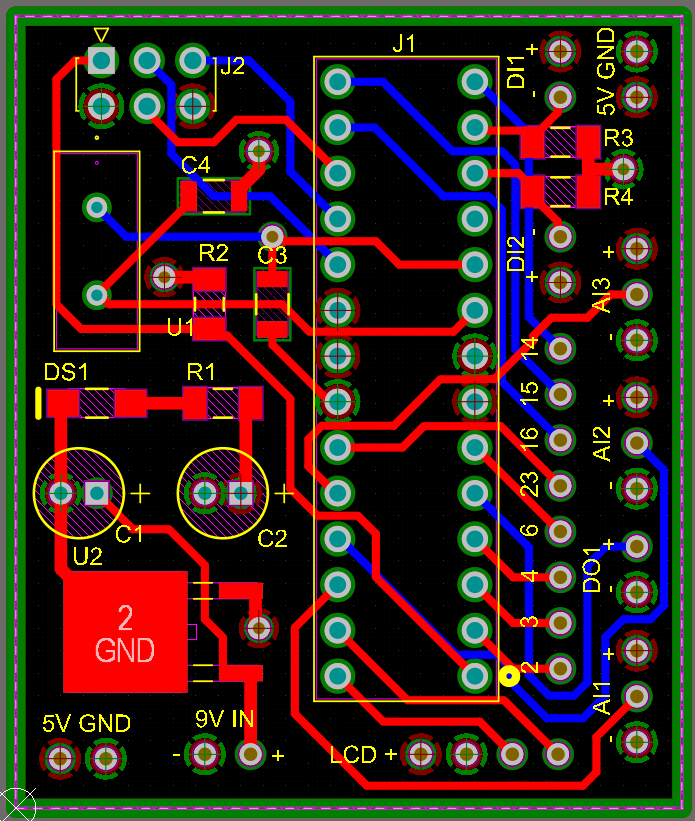 J1
J2
DI1
+
-
5V GND
R3
R4
C4
DI2
-
+
R2
C3
U1
+
AI3
-
14
DS1
R1
15
+
AI2
-
16
23
+
+
C1
C2
U2
6
+
DO1
-
4
2
GND
3
2
+
AI1
-
5V GND
9V IN
-
+
LCD +